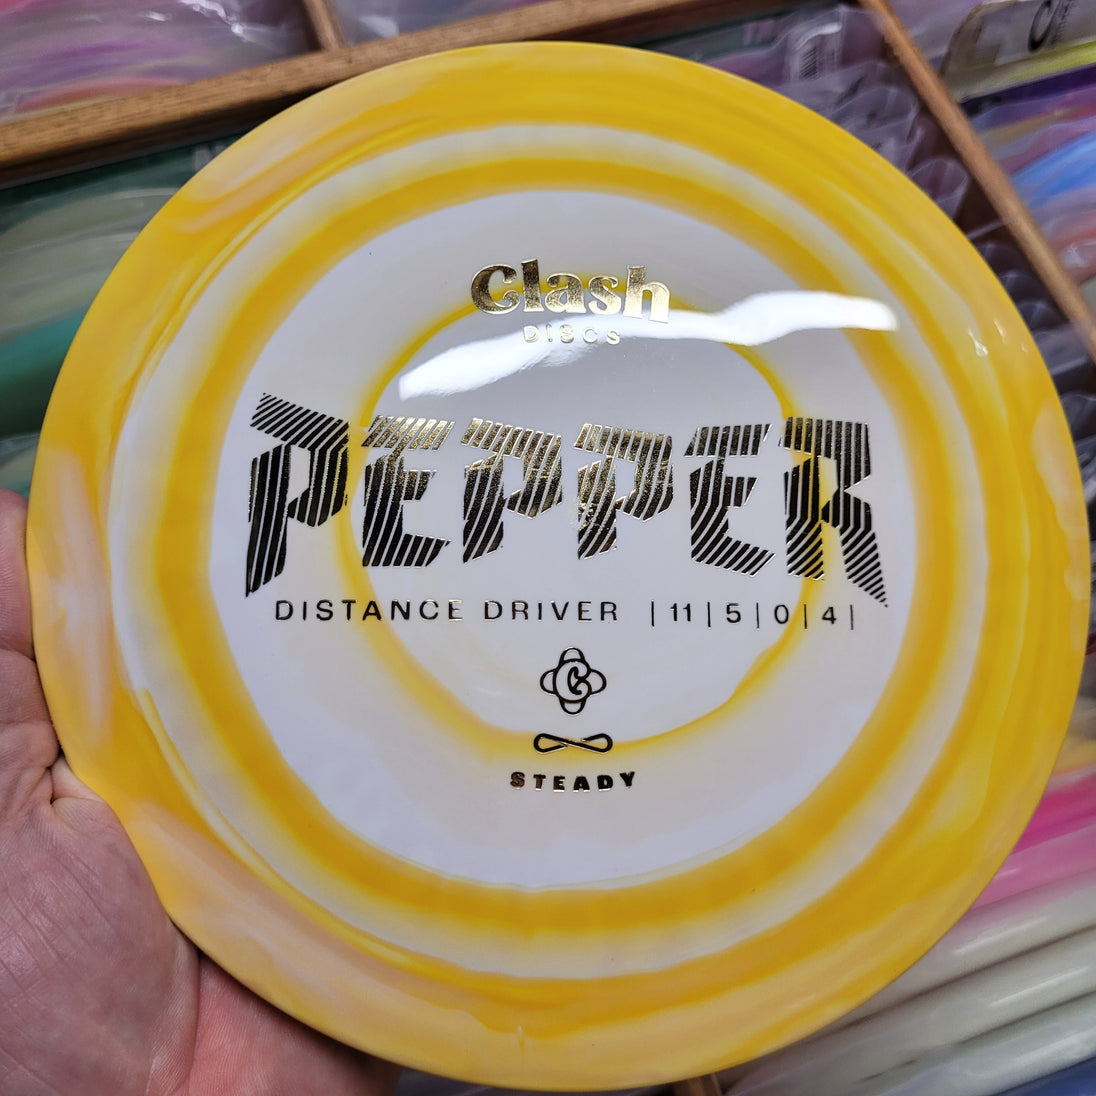 Clash
DISCS
PEPPER
DISTANCE DRIVER | 11 | 5 | 0 | 4 |
C
STEADY